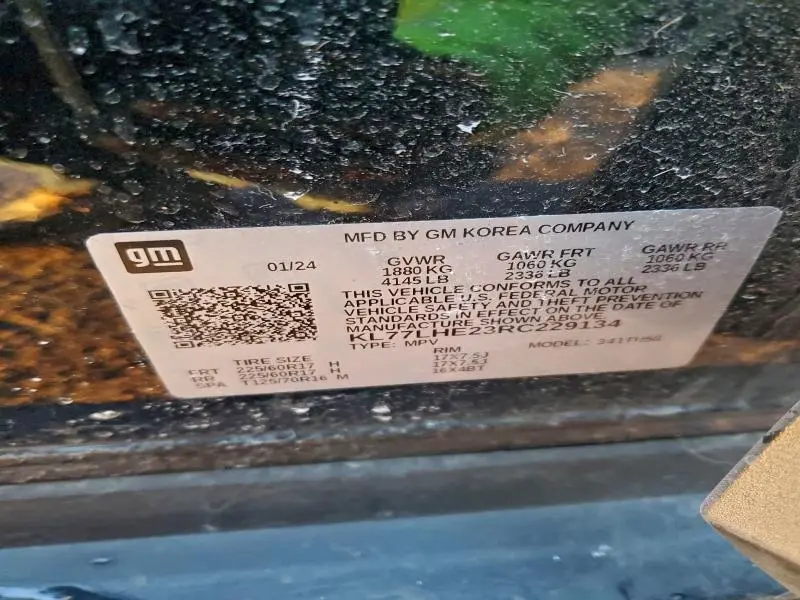 gm
MFD BY GM KOREA COMPANY
01/24 GVWR GAWR FRT GAWR RR
1880 KG 1060 KG 1060 KG
4145 LB 2336 LB 2336 LB
THIS VEHICLE CONFORMS TO ALL
APPLICABLE U.S. FEDERAL MOTOR
VEHICLE SAFETY AND THEFT PREVENTION
STANDARDS IN EFFECT ON THE DATE OF
MANUFACTURE SHOWN ABOVE
KL77LHE23RC229134
TYPE: MPV MODEL:
TIRE SIZE RIM
FRT 225/60R17 H 17X7.5J
RR 225/60R17 H 17X7.5J
SPA T125/70R16 M 16X4BT